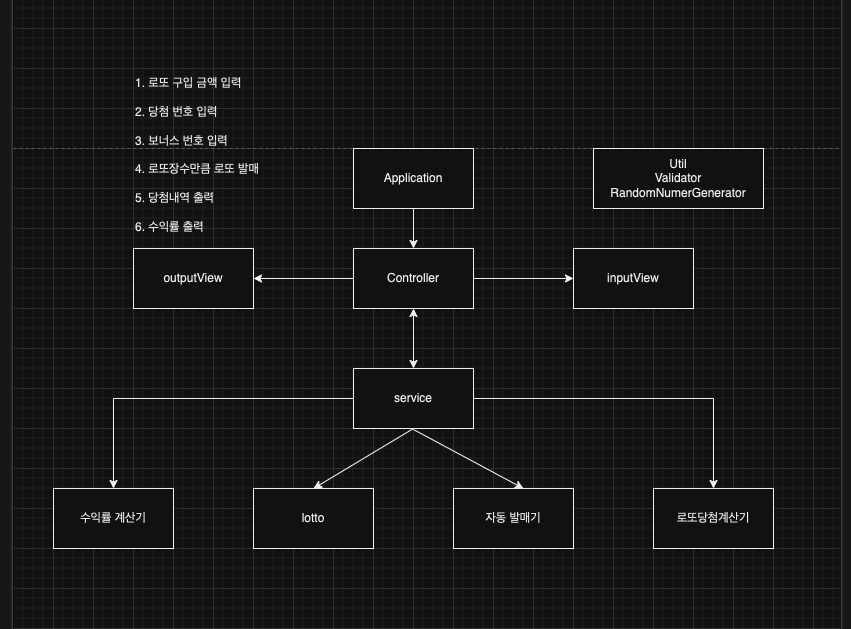 1. 로또 구입 금액 입력
2. 당첨 번호 입력
3. 보너스 번호 입력
4. 로또장수만큼 로또 발매
5. 당첨내역 출력
6. 수익률 출력
Application
Util
Validator
RandomNumerGenerator
outputView
Controller
inputView
service
수익률 계산기
lotto
자동 발매기
로또당첨계산기